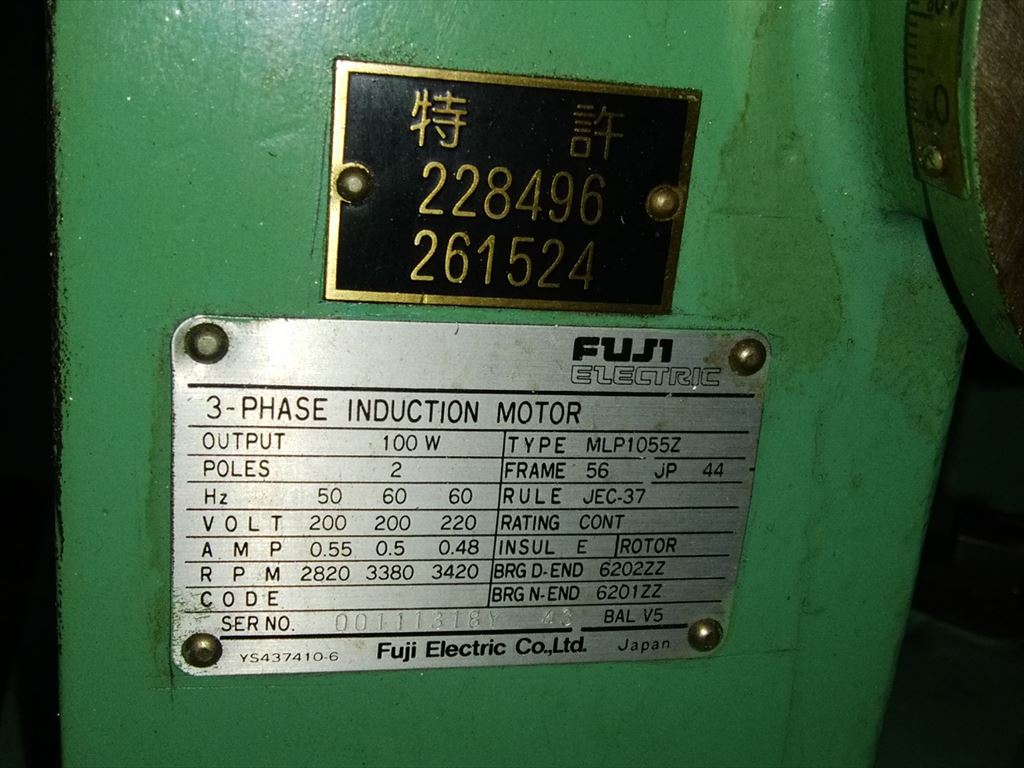 特 許
228496
261524
FUJI
ELECTRIC
3-PHASE INDUCTION MOTOR
OUTPUT 100 W TYPE MLP1055Z
POLES 2 FRAME 56 JP 44
Hz 50 60 60 RULE JEC-37
VOLT 200 200 220 RATING CONT
AMP 0.55 0.5 0.48 INSUL E ROTOR
RPM 2820 3380 3420 BRG D-END 6202ZZ
CODE BRG N-END 6201ZZ
SER NO. BAL V5
YS437410-6 Fuji Electric Co.,Ltd. Japan